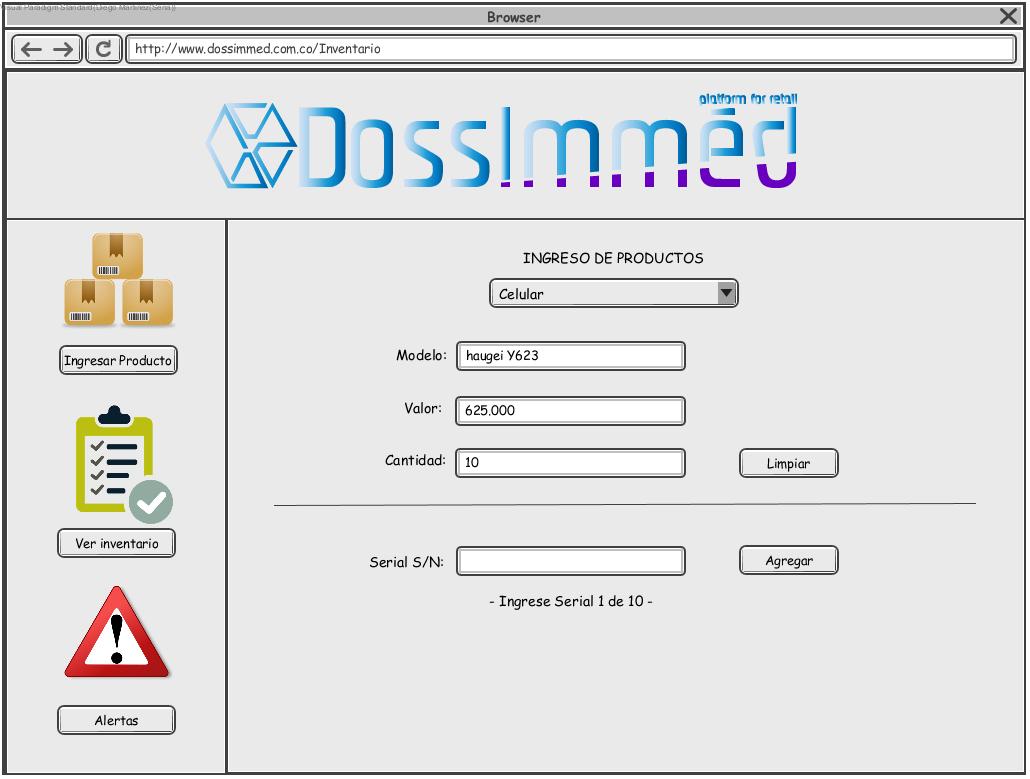 Visual Paradigm Standard(Diego Martinez(Sena))
Browser
http://www.dossimmed.com.co/Inventario
platform for retail
DossImmēd
INGRESO DE PRODUCTOS
Celular
Modelo: haugei Y623
Valor: 625.000
Cantidad: 10
Limpiar
Serial S/N:
Agregar
- Ingrese Serial 1 de 10 -
Ingresar Producto
Ver inventario
Alertas